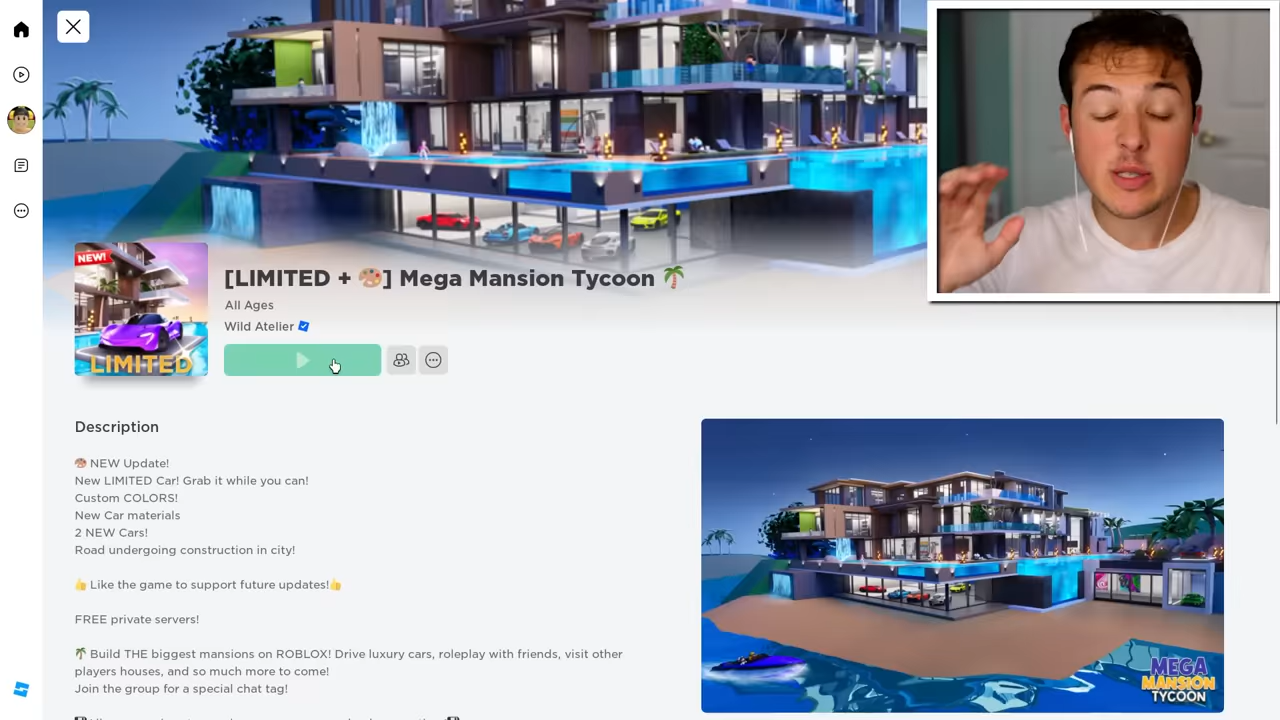 NEW!
LIMITED
[LIMITED + 🎨] Mega Mansion Tycoon 🌴
All Ages
Wild Atelier
Description
🎨 NEW Update!
New LIMITED Car! Grab it while you can!
Custom COLORS!
New Car materials
2 NEW Cars!
Road undergoing construction in city!
👍 Like the game to support future updates!👍
FREE private servers!
🌴 Build THE biggest mansions on ROBLOX! Drive luxury cars, roleplay with friends, visit other
players houses, and so much more to come!
Join the group for a special chat tag!
MEGA
MANSION
TYCOON